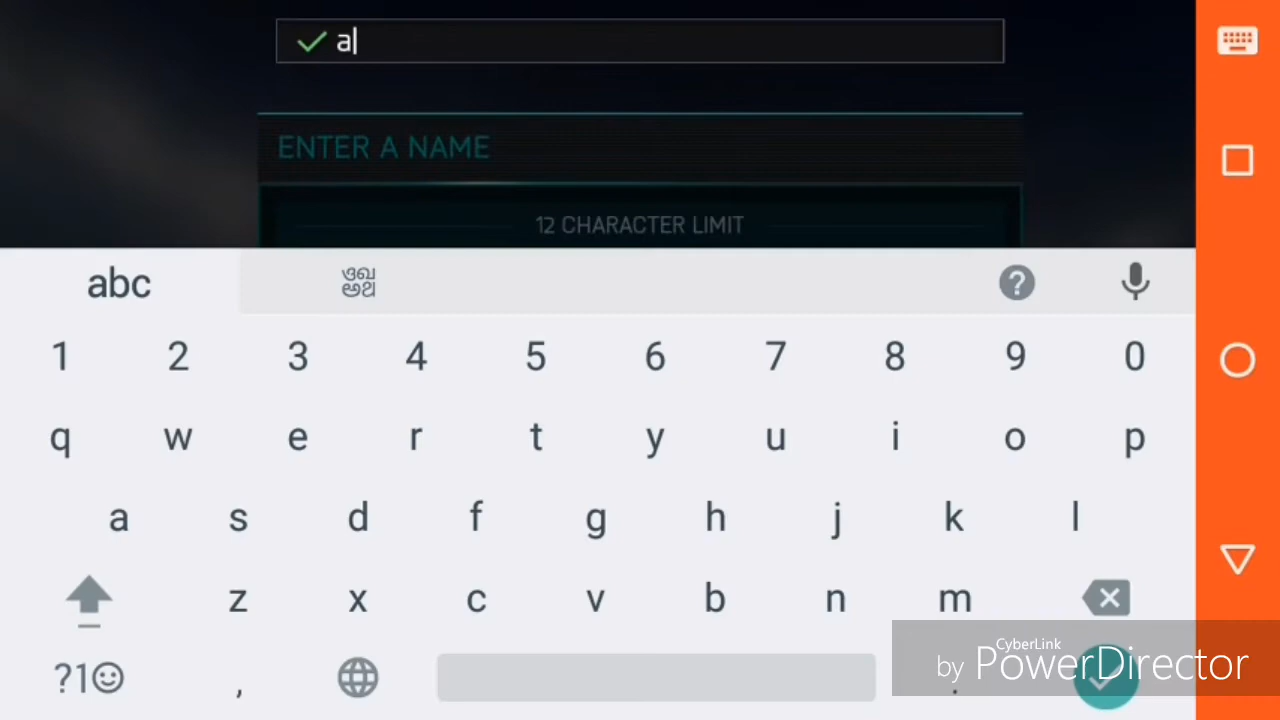 a
ENTER A NAME
12 CHARACTER LIMIT
abc
1 2 3 4 5 6 7 8 9 0
q w e r t y u i o p
a s d f g h j k l
z x c v b n m
?1 , .
CyberLink
by PowerDirector